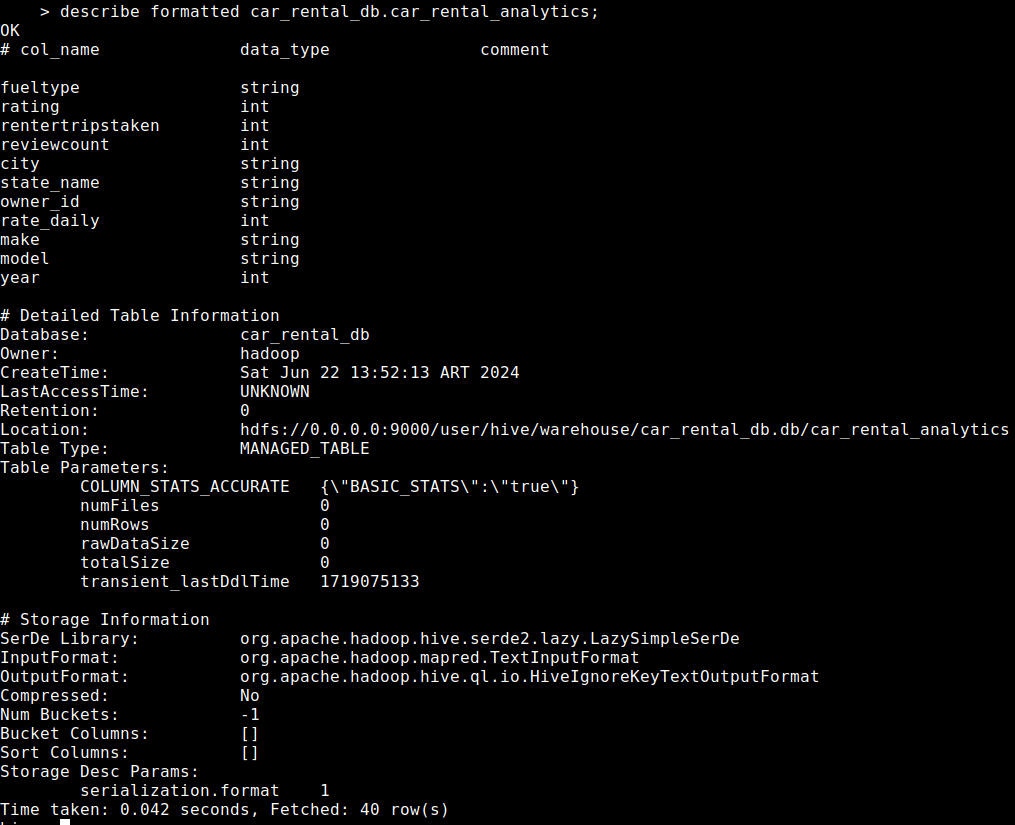 > describe formatted car_rental_db.car_rental_analytics;
OK
# col_name data_type comment
fueltype string
rating int
rentertripstaken int
reviewcount int
city string
state_name string
owner_id string
rate_daily int
make string
model string
year int
# Detailed Table Information
Database: car_rental_db
Owner: hadoop
CreateTime: Sat Jun 22 13:52:13 ART 2024
LastAccessTime: UNKNOWN
Retention: 0
Location: hdfs://0.0.0.0:9000/user/hive/warehouse/car_rental_db.db/car_rental_analytics
Table Type: MANAGED_TABLE
Table Parameters:
COLUMN_STATS_ACCURATE {\"BASIC_STATS\":\"true\"}
numFiles 0
numRows 0
rawDataSize 0
totalSize 0
transient_lastDdlTime 1719075133
# Storage Information
SerDe Library: org.apache.hadoop.hive.serde2.lazy.LazySimpleSerDe
InputFormat: org.apache.hadoop.mapred.TextInputFormat
OutputFormat: org.apache.hadoop.hive.ql.io.HiveIgnoreKeyTextOutputFormat
Compressed: No
Num Buckets: -1
Bucket Columns: []
Sort Columns: []
Storage Desc Params:
serialization.format 1
Time taken: 0.042 seconds, Fetched: 40 row(s)